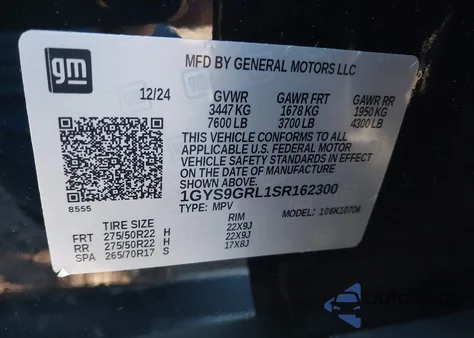 gm
MFD BY GENERAL MOTORS LLC
12/24 GVWR GAWR FRT GAWR RR
3447 KG 1678 KG 1950 KG
7600 LB 3700 LB 4300 LB
THIS VEHICLE CONFORMS TO ALL
APPLICABLE U.S. FEDERAL MOTOR
VEHICLE SAFETY STANDARDS IN EFFECT
ON THE DATE OF MANUFACTURE.
8555 1GYS9GRL1SR162300
TYPE: MPV MODEL: 106K10706
TIRE SIZE RIM
FRT 275/50R22 H 22X9J
RR 275/50R22 H 22X9J
SPA 265/70R17 S 17X8J